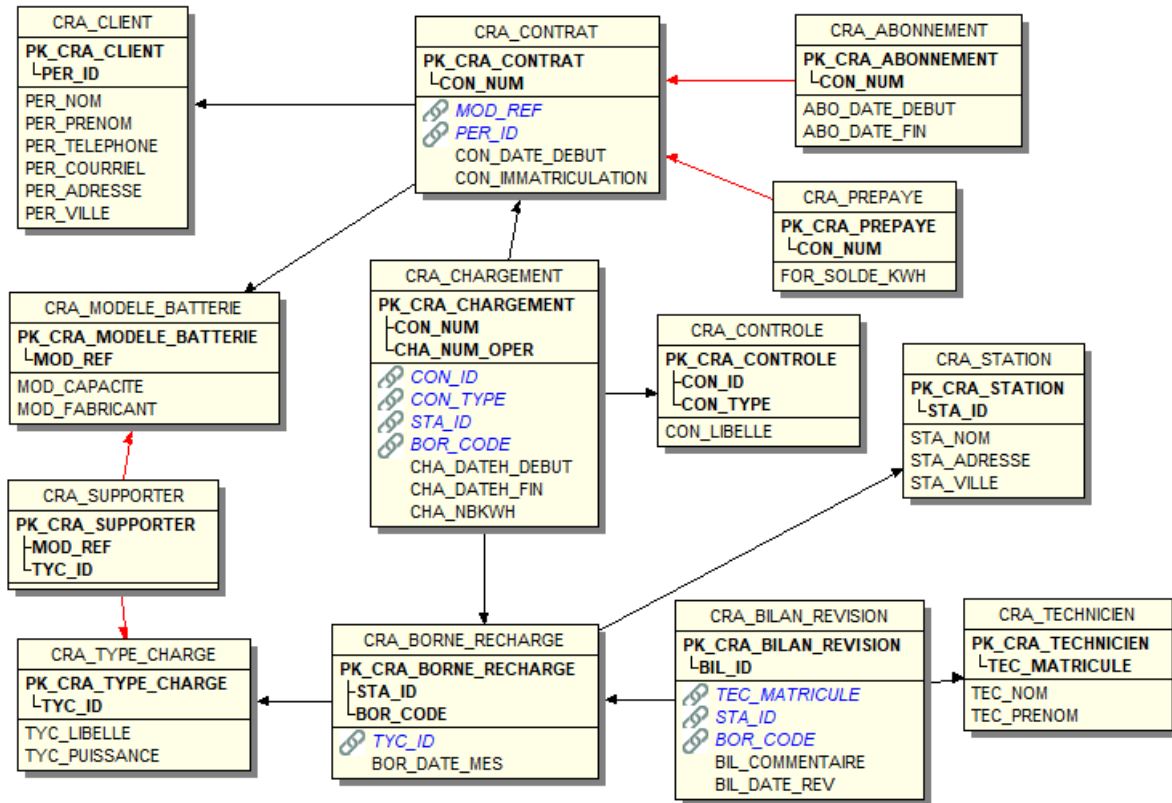 CRA_CLIENT
PK_CRA_CLIENT
PER_ID
PER_NOM
PER_PRENOM
PER_TELEPHONE
PER_COURRIEL
PER_ADRESSE
PER_VILLE
CRA_CONTRAT
PK_CRA_CONTRAT
CON_NUM
MOD_REF
PER_ID
CON_DATE_DEBUT
CON_IMMATRICULATION
CRA_ABONNEMENT
PK_CRA_ABONNEMENT
CON_NUM
ABO_DATE_DEBUT
ABO_DATE_FIN
CRA_PREPAYE
PK_CRA_PREPAYE
CON_NUM
FOR_SOLDE_KWH
CRA_MODELE_BATTERIE
PK_CRA_MODELE_BATTERIE
MOD_REF
MOD_CAPACITE
MOD_FABRICANT
CRA_CHARGEMENT
PK_CRA_CHARGEMENT
CON_NUM
CHA_NUM_OPER
CON_ID
CON_TYPE
STA_ID
BOR_CODE
CHA_DATEH_DEBUT
CHA_DATEH_FIN
CHA_NBKWH
CRA_CONTROLE
PK_CRA_CONTROLE
CON_ID
CON_TYPE
CON_LIBELLE
CRA_STATION
PK_CRA_STATION
STA_ID
STA_NOM
STA_ADRESSE
STA_VILLE
CRA_SUPPORTER
PK_CRA_SUPPORTER
MOD_REF
TYC_ID
CRA_TYPE_CHARGE
PK_CRA_TYPE_CHARGE
TYC_ID
TYC_LIBELLE
TYC_PUISSANCE
CRA_BORNE_RECHARGE
PK_CRA_BORNE_RECHARGE
STA_ID
BOR_CODE
TYC_ID
BOR_DATE_MES
CRA_BILAN_REVISION
PK_CRA_BILAN_REVISION
BIL_ID
TEC_MATRICULE
STA_ID
BOR_CODE
BIL_COMMENTAIRE
BIL_DATE_REV
CRA_TECHNICIEN
PK_CRA_TECHNICIEN
TEC_MATRICULE
TEC_NOM
TEC_PRENOM